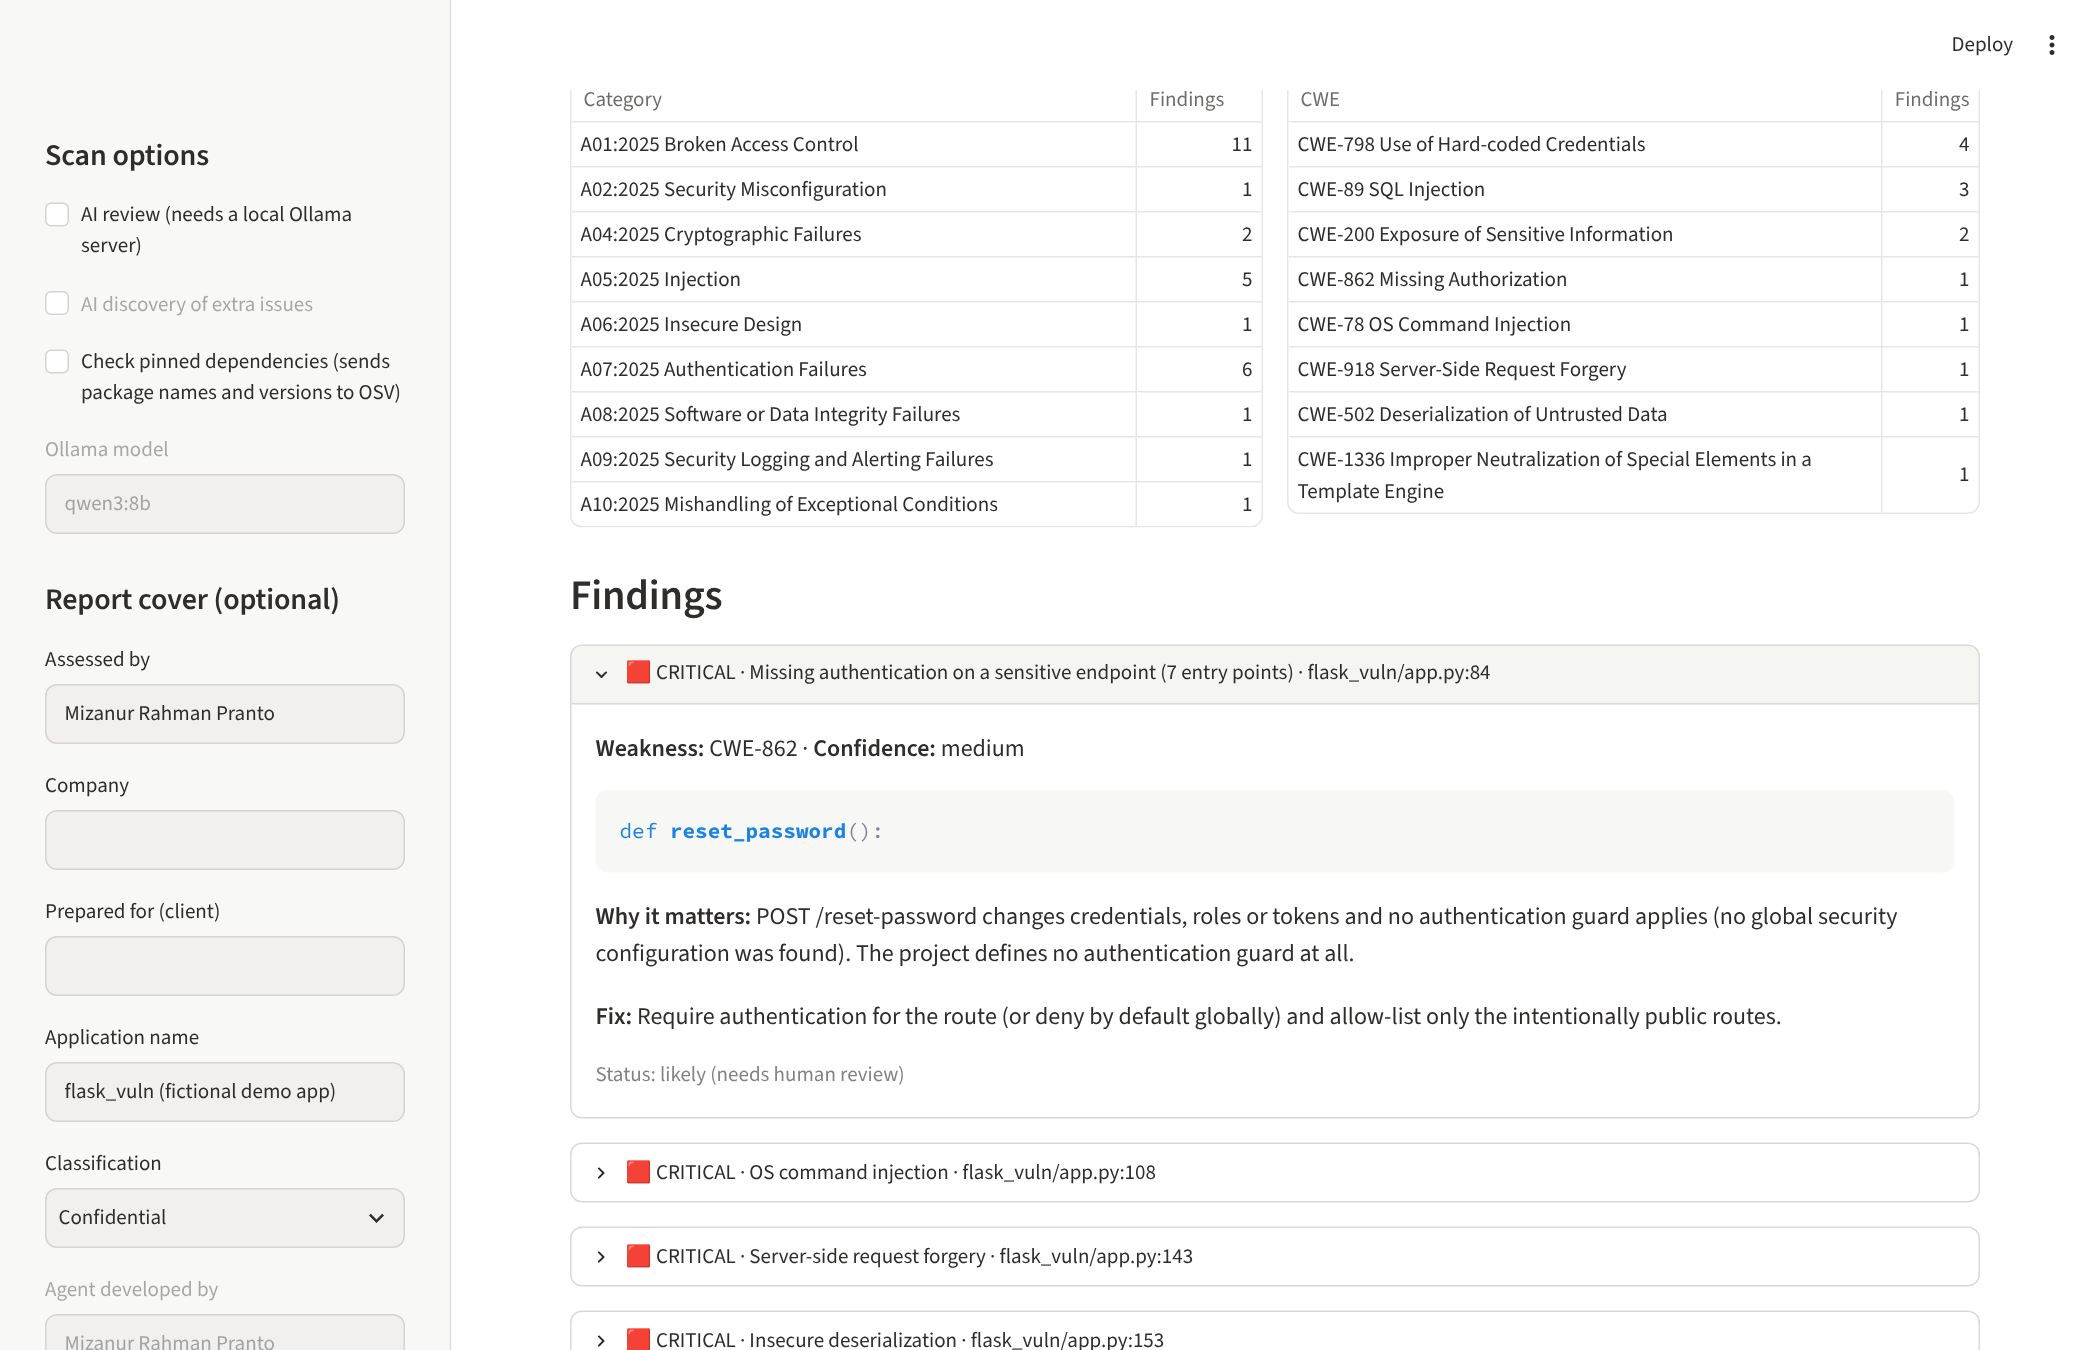 Deploy
Scan options
AI review (needs a local Ollama
server)
AI discovery of extra issues
Check pinned dependencies (sends
package names and versions to OSV)
Ollama model
qwen3:8b
Report cover (optional)
Assessed by
Mizanur Rahman Pranto
Company
Prepared for (client)
Application name
flask_vuln (fictional demo app)
Classification
Confidential
Agent developed by
Mizanur Rahman Pranto
Category Findings
A01:2025 Broken Access Control 11
A02:2025 Security Misconfiguration 1
A04:2025 Cryptographic Failures 2
A05:2025 Injection 5
A06:2025 Insecure Design 1
A07:2025 Authentication Failures 6
A08:2025 Software or Data Integrity Failures 1
A09:2025 Security Logging and Alerting Failures 1
A10:2025 Mishandling of Exceptional Conditions 1
CWE Findings
CWE-798 Use of Hard-coded Credentials 4
CWE-89 SQL Injection 3
CWE-200 Exposure of Sensitive Information 2
CWE-862 Missing Authorization 1
CWE-78 OS Command Injection 1
CWE-918 Server-Side Request Forgery 1
CWE-502 Deserialization of Untrusted Data 1
CWE-1336 Improper Neutralization of Special Elements in a
Template Engine 1
Findings
CRITICAL · Missing authentication on a sensitive endpoint (7 entry points) · flask_vuln/app.py:84
Weakness: CWE-862 · Confidence: medium
def reset_password():
Why it matters: POST /reset-password changes credentials, roles or tokens and no authentication guard applies (no global security
configuration was found). The project defines no authentication guard at all.
Fix: Require authentication for the route (or deny by default globally) and allow-list only the intentionally public routes.
Status: likely (needs human review)
CRITICAL · OS command injection · flask_vuln/app.py:108
CRITICAL · Server-side request forgery · flask_vuln/app.py:143
CRITICAL · Insecure deserialization · flask_vuln/app.py:153